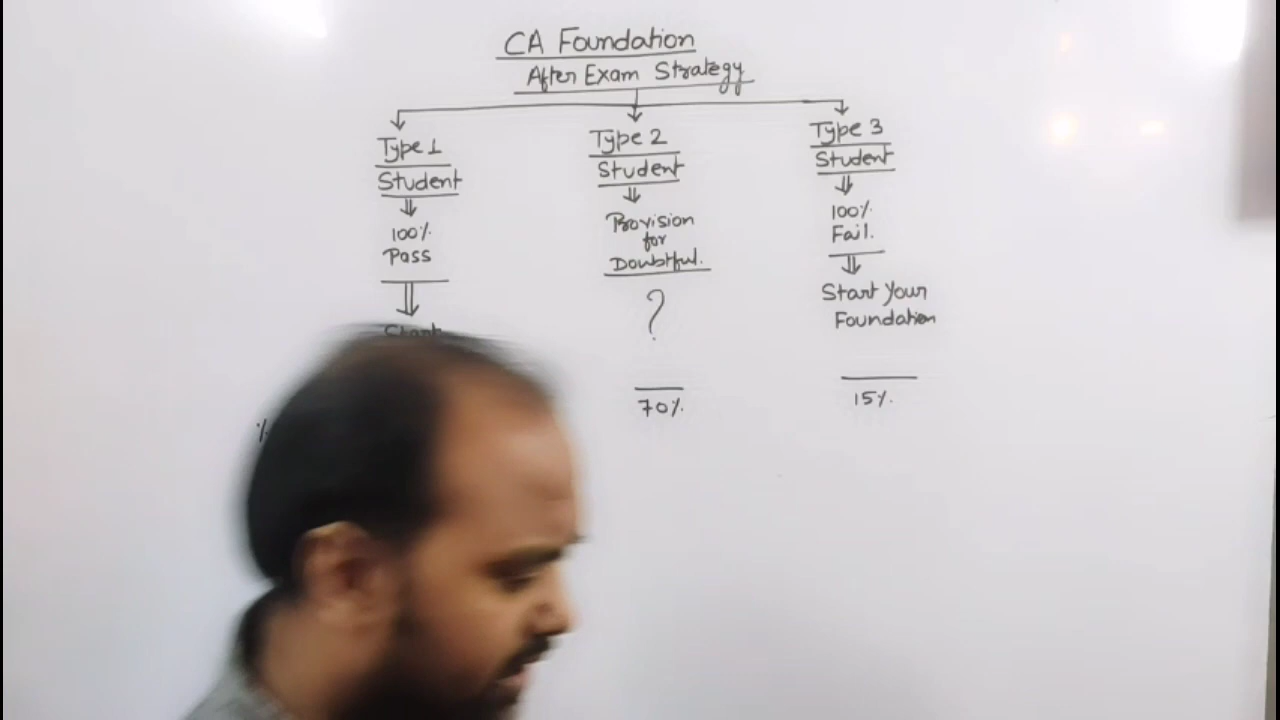 CA Foundation
After Exam Strategy
Type 1
Student
100%
Pass
Start
Type 2
Student
Provision
for
Doubtful.
?
70%.
Type 3
Student
100%
Fail.
Start Your
Foundation
15%.
%